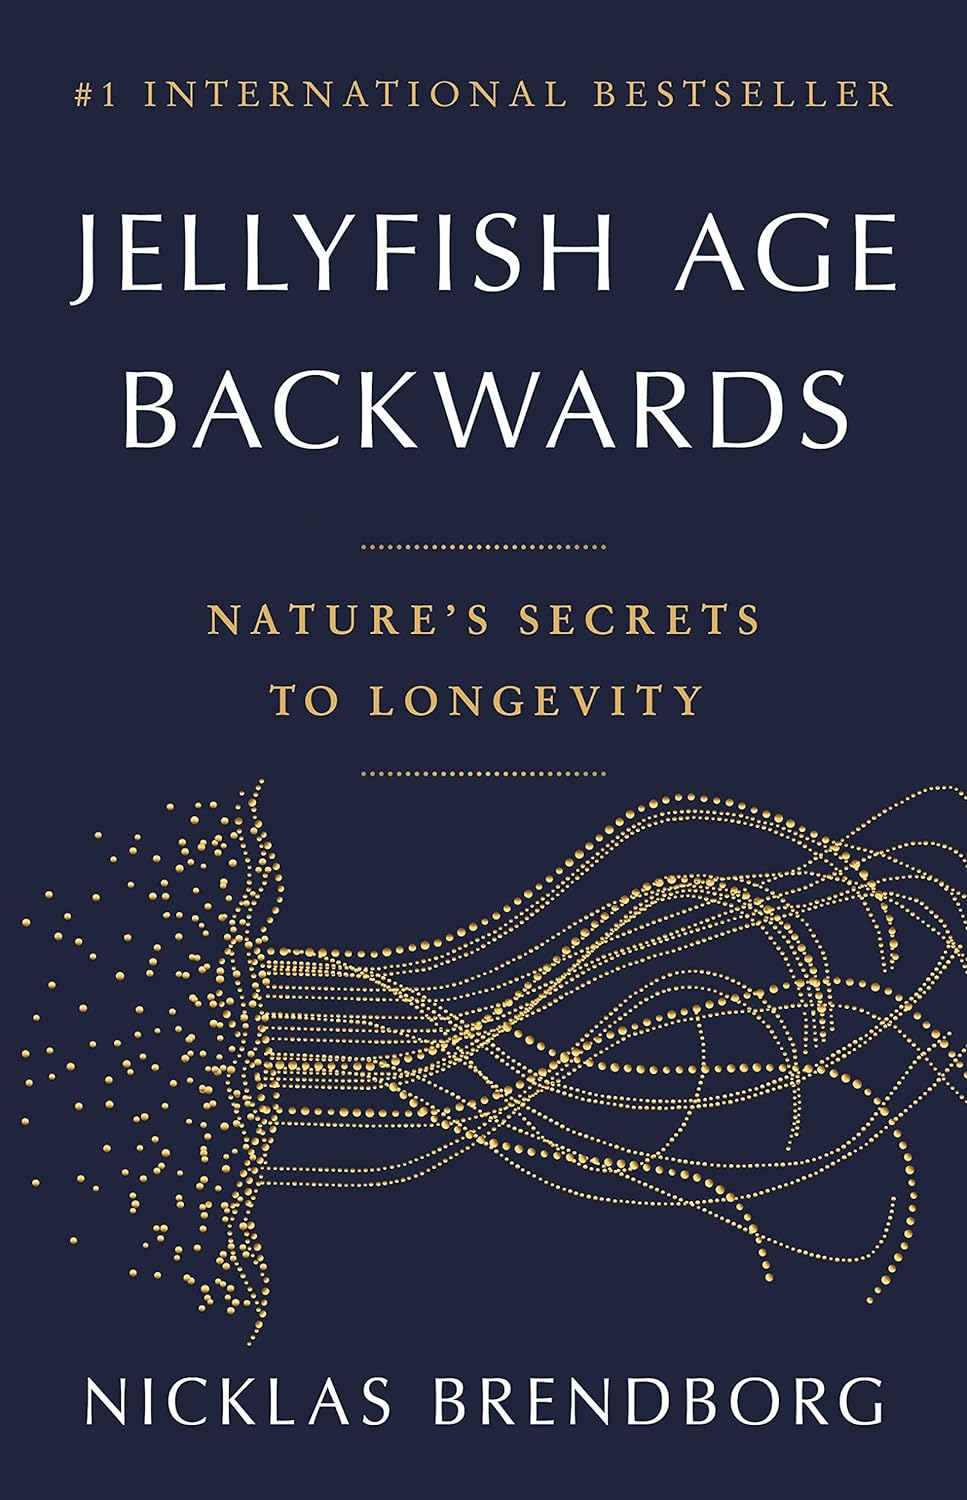 #1 INTERNATIONAL BESTSELLER
JELLYFISH AGE
BACKWARDS
NATURE'S SECRETS
TO LONGEVITY
NICKLAS BRENDBORG